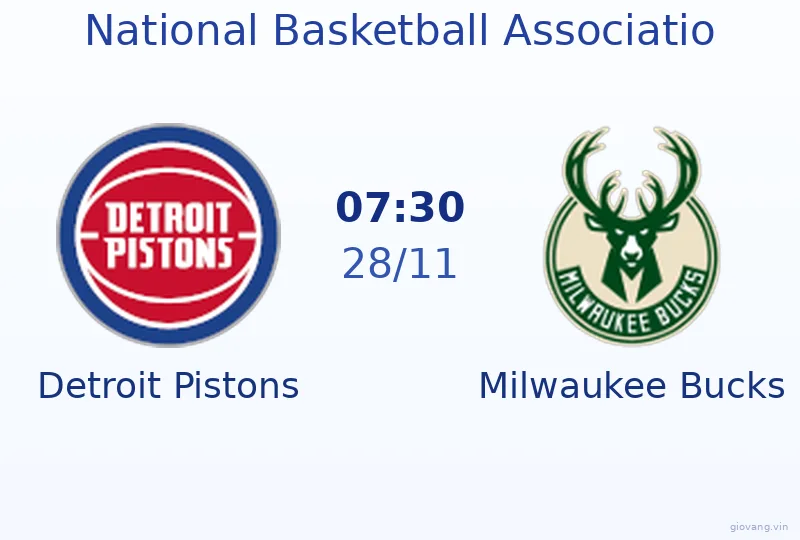 National Basketball Associatio
DETROIT
PISTONS
07:30
28/11
MILWAUKEE BUCKS
Detroit Pistons
Milwaukee Bucks
giovang.vin